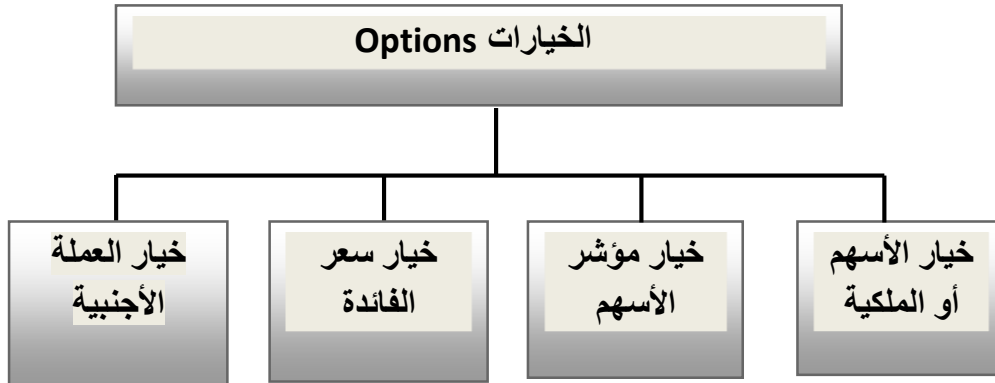 الخيارات Options
خيار الأسهم
أو الملكية
خيار مؤشر
الأسهم
خيار سعر
الفائدة
خيار العملة
الأجنبية